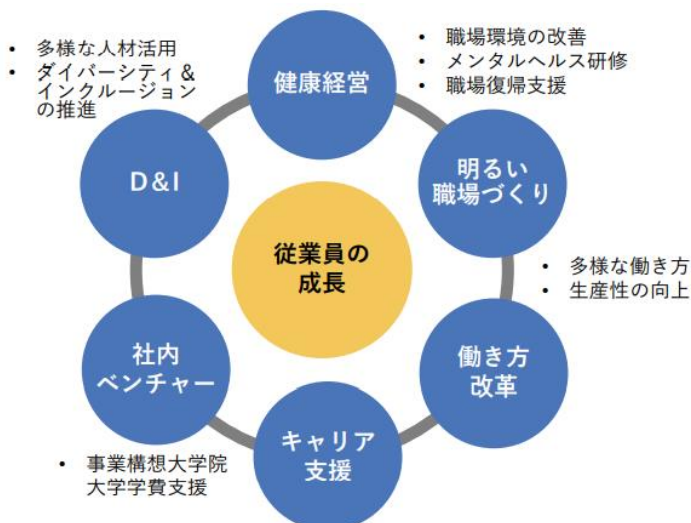 • 多様な人材活用
• ダイバーシティ＆
インクルージョン
の推進
健康経営
• 職場環境の改善
• メンタルヘルス研修
• 職場復帰支援
D&I
明るい
職場づくり
従業員の
成長
• 多様な働き方
• 生産性の向上
社内
ベンチャー
働き方
改革
キャリア
支援
• 事業構想大学院
大学学費支援